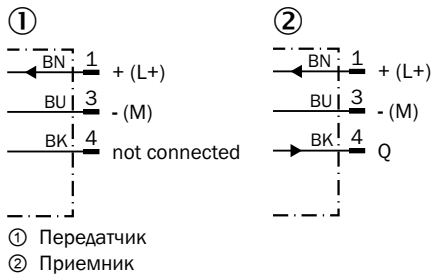 ① ②
BN 1 + (L+)
BU 3 - (M)
BK 4 not connected
BN 1 + (L+)
BU 3 - (M)
BK 4 Q
① Передатчик
② Приемник